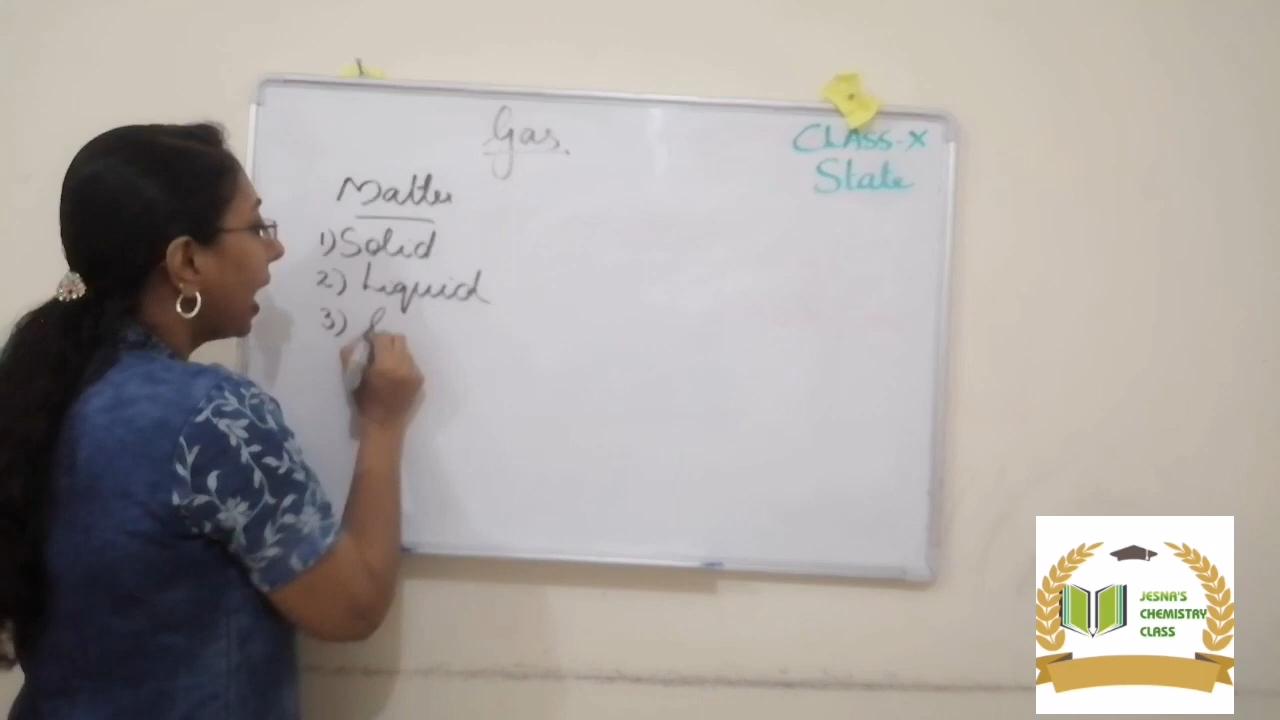 Gas.
CLASS-X
State
Matter
1) Solid
2) Liquid
3)
JESNA'S
CHEMISTRY
CLASS